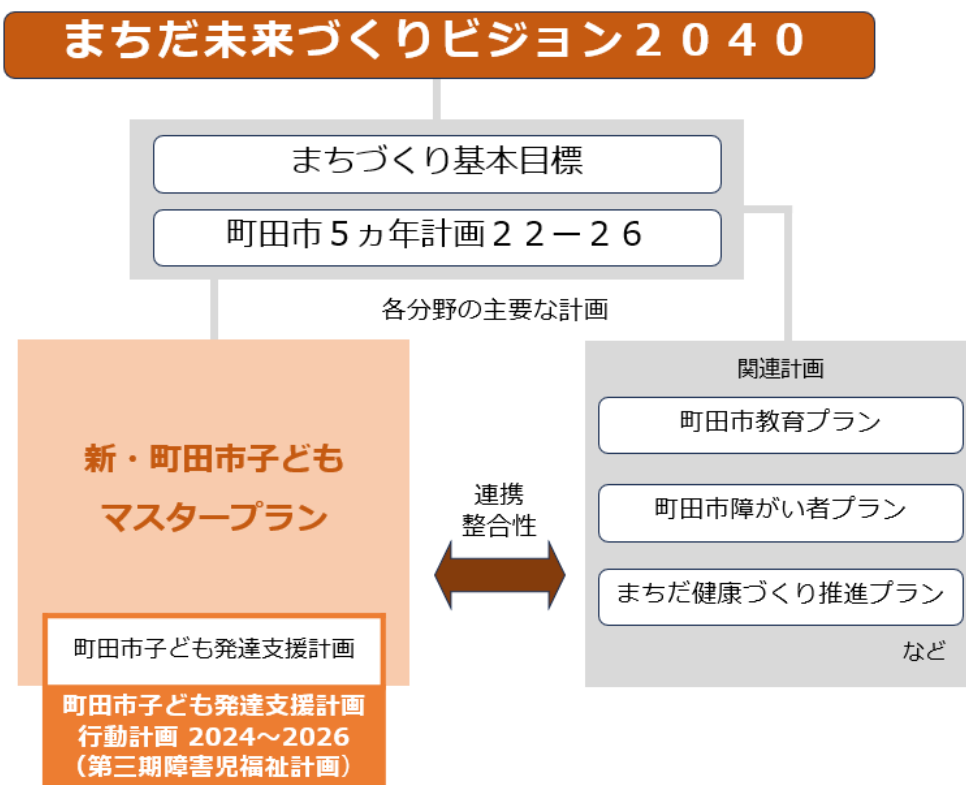 まちだ未来づくりビジョン２０４０
まちづくり基本目標
町田市５ヵ年計画２２ー２６
各分野の主要な計画
新・町田市子ども
マスタープラン
町田市子ども発達支援計画
町田市子ども発達支援計画
行動計画 2024～2026
（第三期障害児福祉計画）
連携
整合性
関連計画
町田市教育プラン
町田市障がい者プラン
まちだ健康づくり推進プラン
など